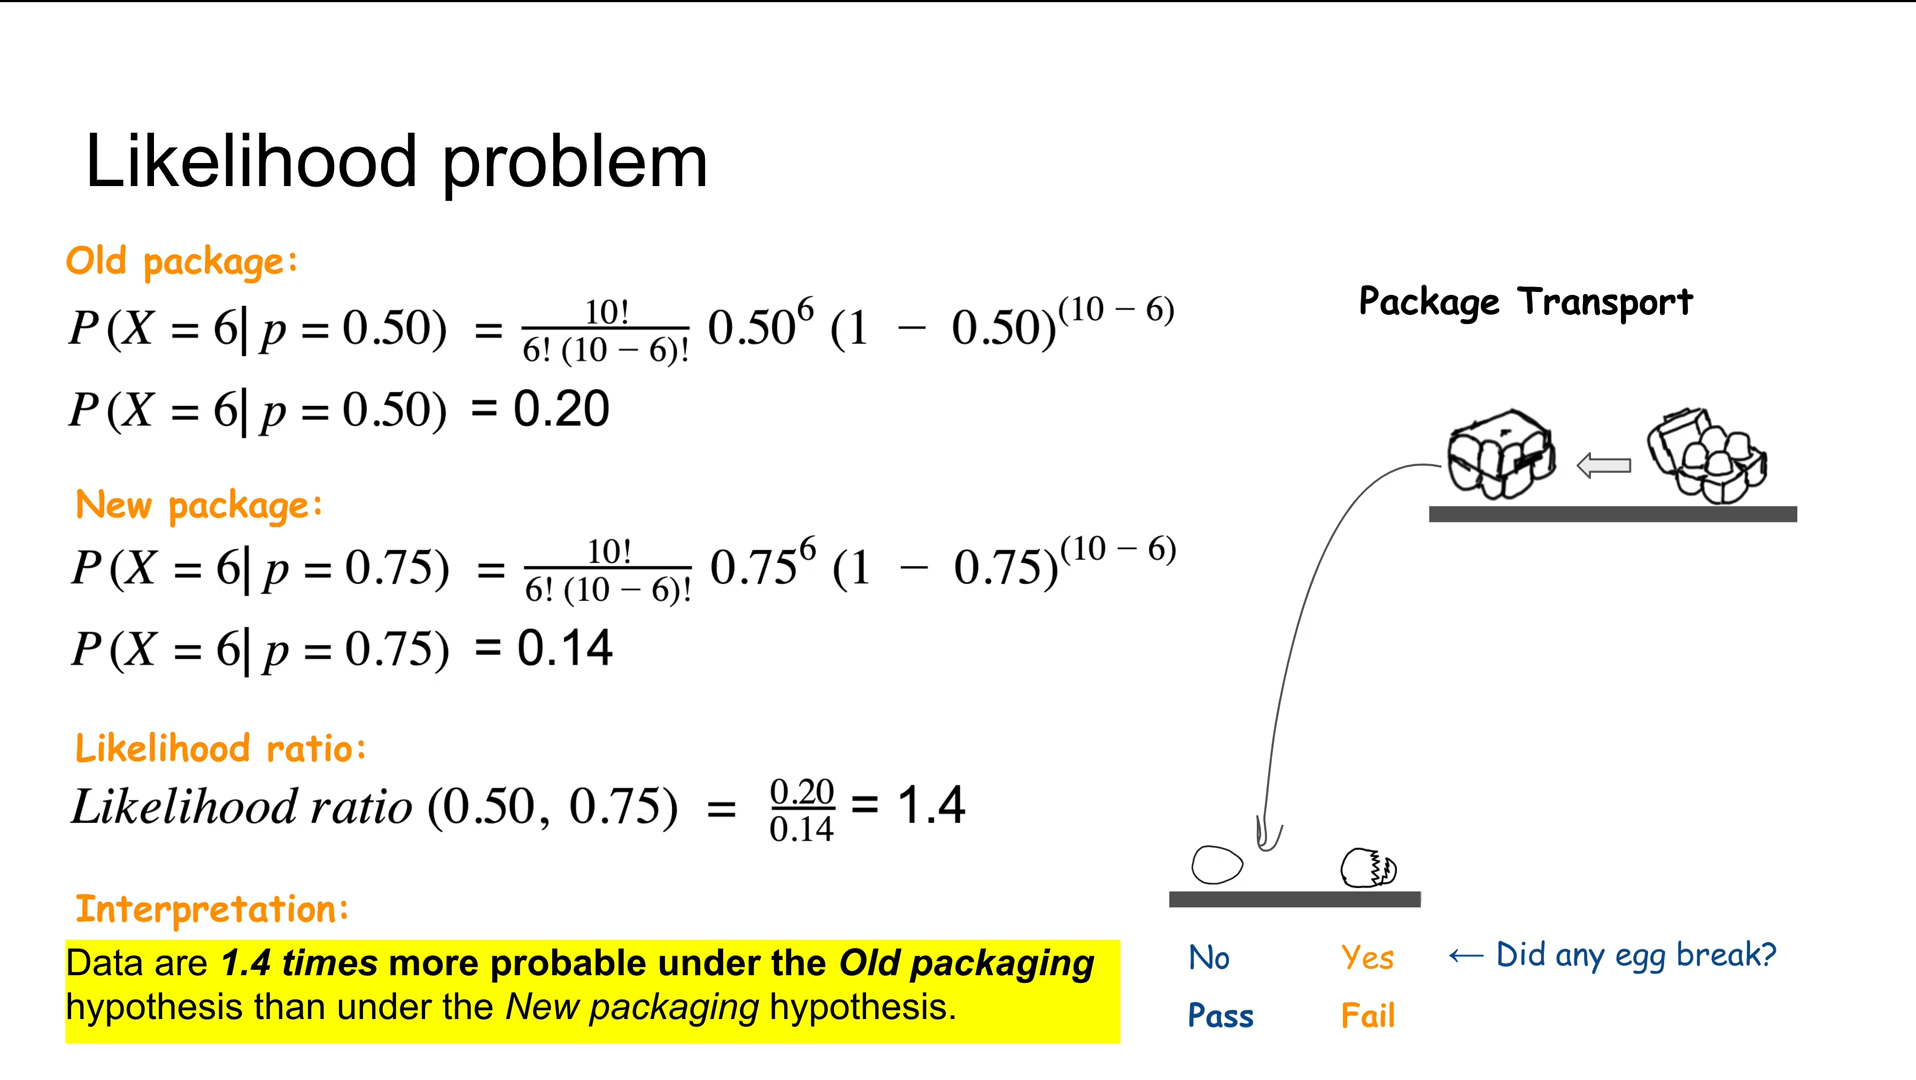 Likelihood problem
Old package:
P(X = 6| p = 0.50) = 10! / 6! (10 − 6)! 0.50^6 (1 − 0.50)^(10 − 6)
P(X = 6| p = 0.50) = 0.20
New package:
P(X = 6| p = 0.75) = 10! / 6! (10 − 6)! 0.75^6 (1 − 0.75)^(10 − 6)
P(X = 6| p = 0.75) = 0.14
Likelihood ratio:
Likelihood ratio (0.50, 0.75) = 0.20 / 0.14 = 1.4
Interpretation:
Data are 1.4 times more probable under the Old packaging
hypothesis than under the New packaging hypothesis.
Package Transport
No Yes ← Did any egg break?
Pass Fail